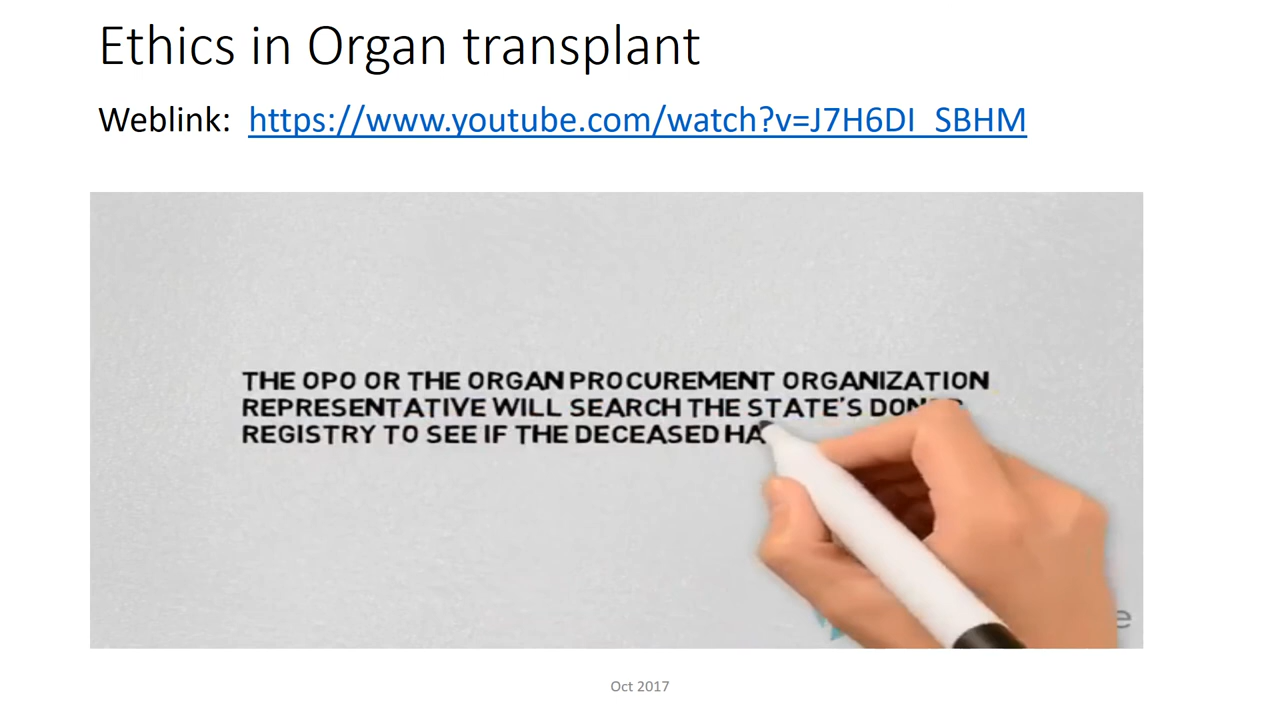 Ethics in Organ transplant
Weblink: https://www.youtube.com/watch?v=J7H6DI_SBHM
THE OPO OR THE ORGAN PROCUREMENT ORGANIZATION
REPRESENTATIVE WILL SEARCH THE STATE'S
REGISTRY TO SEE IF THE DECEASED HA
Oct 2017